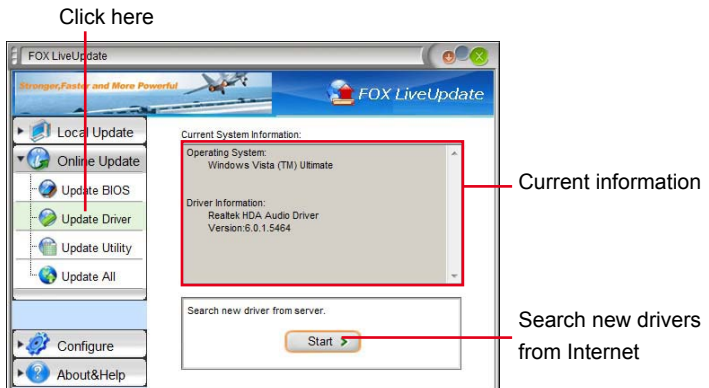 Click here
FOX LiveUpdate
Stronger,Faster and More Powerful
FOX LiveUpdate
Local Update
Online Update
Update BIOS
Update Driver
Update Utility
Update All
Configure
About&Help
Current System Information:
Operating System:
Windows Vista (TM) Ultimate
Driver Information:
Realtek HDA Audio Driver
Version:6.0.1.5464
Search new driver from server.
Start
Current information
Search new drivers
from Internet